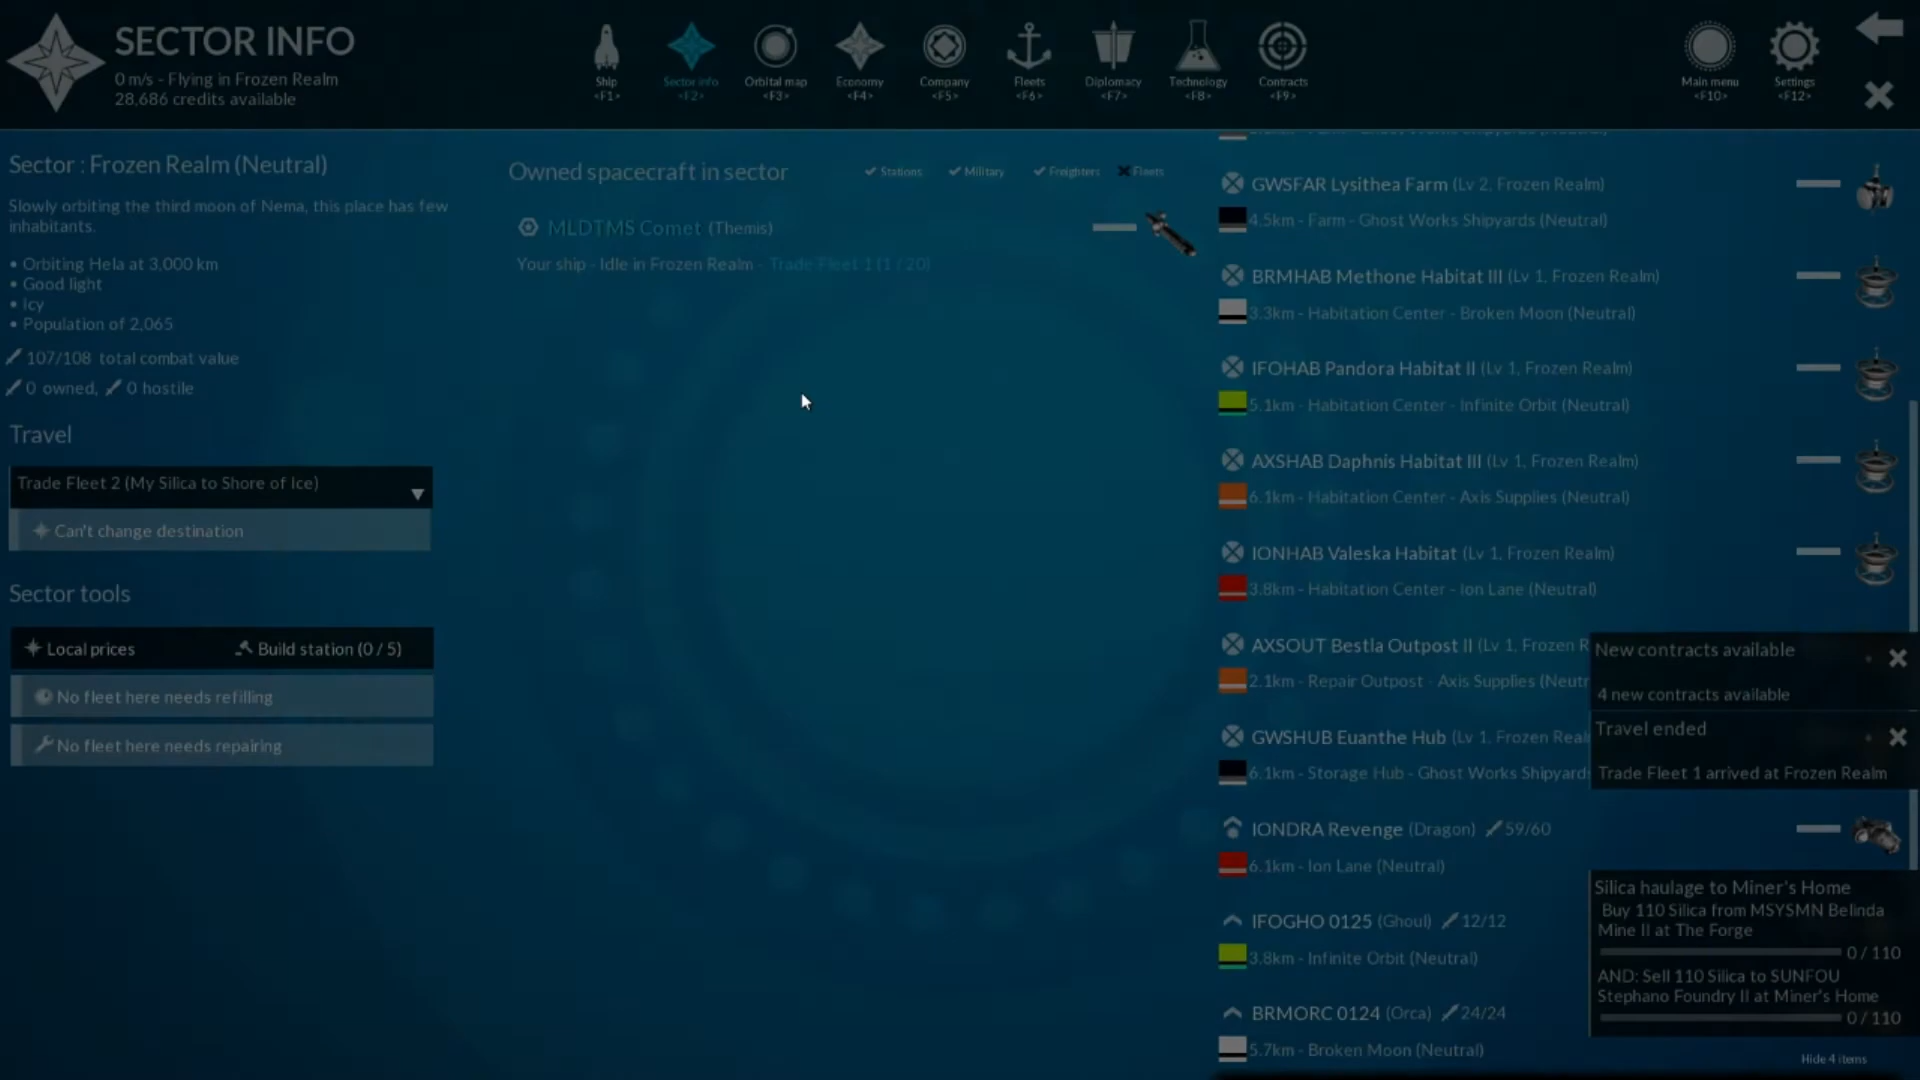 SECTOR INFO
0 m/s - Flying in Frozen Realm
28,686 credits available
Ship
<F1>
Sector info
<F2>
Orbital map
<F3>
Economy
<F4>
Company
<F5>
Fleets
<F6>
Diplomacy
<F7>
Technology
<F8>
Contracts
<F9>
Main menu
<F10>
Settings
<F12>
Sector : Frozen Realm (Neutral)
Slowly orbiting the third moon of Nema, this place has few
inhabitants.
• Orbiting Hela at 3,000 km
• Good light
• Icy
• Population of 2,065
107/108 total combat value
0 owned, 0 hostile
Travel
Trade Fleet 2 (My Silica to Shore of Ice)
Can't change destination
Sector tools
Local prices
Build station (0 / 5)
No fleet here needs refilling
No fleet here needs repairing
Owned spacecraft in sector
Stations
Military
Freighters
Fleets
MLDTMS Comet (Themis)
Your ship - Idle in Frozen Realm - Trade Fleet 1 (1 / 20)
GWSFAR Lysithea Farm (Lv 2, Frozen Realm)
4.5km - Farm - Ghost Works Shipyards (Neutral)
BRMHAB Methone Habitat III (Lv 1, Frozen Realm)
3.3km - Habitation Center - Broken Moon (Neutral)
IFOHAB Pandora Habitat II (Lv 1, Frozen Realm)
5.1km - Habitation Center - Infinite Orbit (Neutral)
AXSHAB Daphnis Habitat III (Lv 1, Frozen Realm)
6.1km - Habitation Center - Axis Supplies (Neutral)
IONHAB Valeska Habitat (Lv 1, Frozen Realm)
3.8km - Habitation Center - Ion Lane (Neutral)
AXSOUT Bestla Outpost II (Lv 1, Frozen R
2.1km - Repair Outpost - Axis Supplies (Neutr
GWSHUB Euanthe Hub (Lv 1, Frozen Real
6.1km - Storage Hub - Ghost Works Shipyard
IONDRA Revenge (Dragon) 59/60
6.1km - Ion Lane (Neutral)
IFOGHO 0125 (Ghoul) 12/12
3.8km - Infinite Orbit (Neutral)
BRMORC 0124 (Orca) 24/24
5.7km - Broken Moon (Neutral)
New contracts available
4 new contracts available
Travel ended
Trade Fleet 1 arrived at Frozen Realm
Silica haulage to Miner's Home
Buy 110 Silica from MSYSMN Belinda
Mine II at The Forge
0 / 110
AND: Sell 110 Silica to SUNFOU
Stephano Foundry II at Miner's Home
0 / 110
Hide 4 items